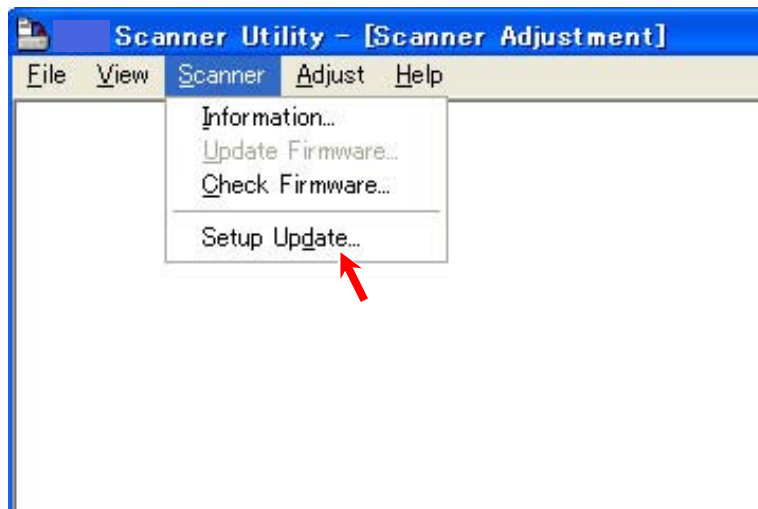 Scanner Utility - [Scanner Adjustment]
File View Scanner Adjust Help
Information...
Update Firmware...
Check Firmware...
Setup Update...